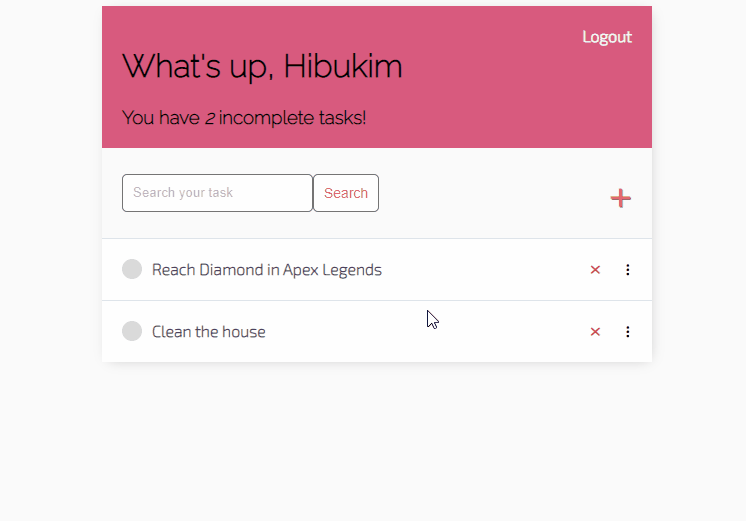 Logout
What's up, Hibukim
You have 2 incomplete tasks!
Search your task
Search
Reach Diamond in Apex Legends
Clean the house